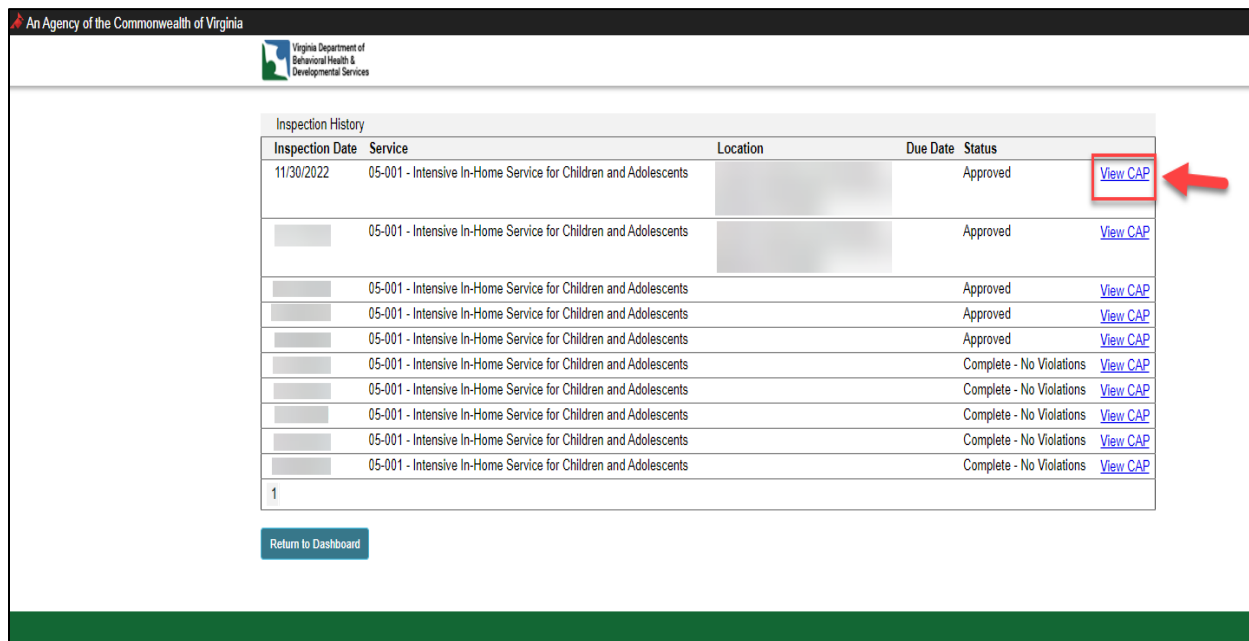 An Agency of the Commonwealth of Virginia
Virginia Department of
Behavioral Health &
Developmental Services
Inspection History
Inspection Date Service Location Due Date Status
11/30/2022 05-001 - Intensive In-Home Service for Children and Adolescents Approved View CAP
05-001 - Intensive In-Home Service for Children and Adolescents Approved View CAP
05-001 - Intensive In-Home Service for Children and Adolescents Approved View CAP
05-001 - Intensive In-Home Service for Children and Adolescents Approved View CAP
05-001 - Intensive In-Home Service for Children and Adolescents Approved View CAP
05-001 - Intensive In-Home Service for Children and Adolescents Complete - No Violations View CAP
05-001 - Intensive In-Home Service for Children and Adolescents Complete - No Violations View CAP
05-001 - Intensive In-Home Service for Children and Adolescents Complete - No Violations View CAP
05-001 - Intensive In-Home Service for Children and Adolescents Complete - No Violations View CAP
05-001 - Intensive In-Home Service for Children and Adolescents Complete - No Violations View CAP
1
Return to Dashboard